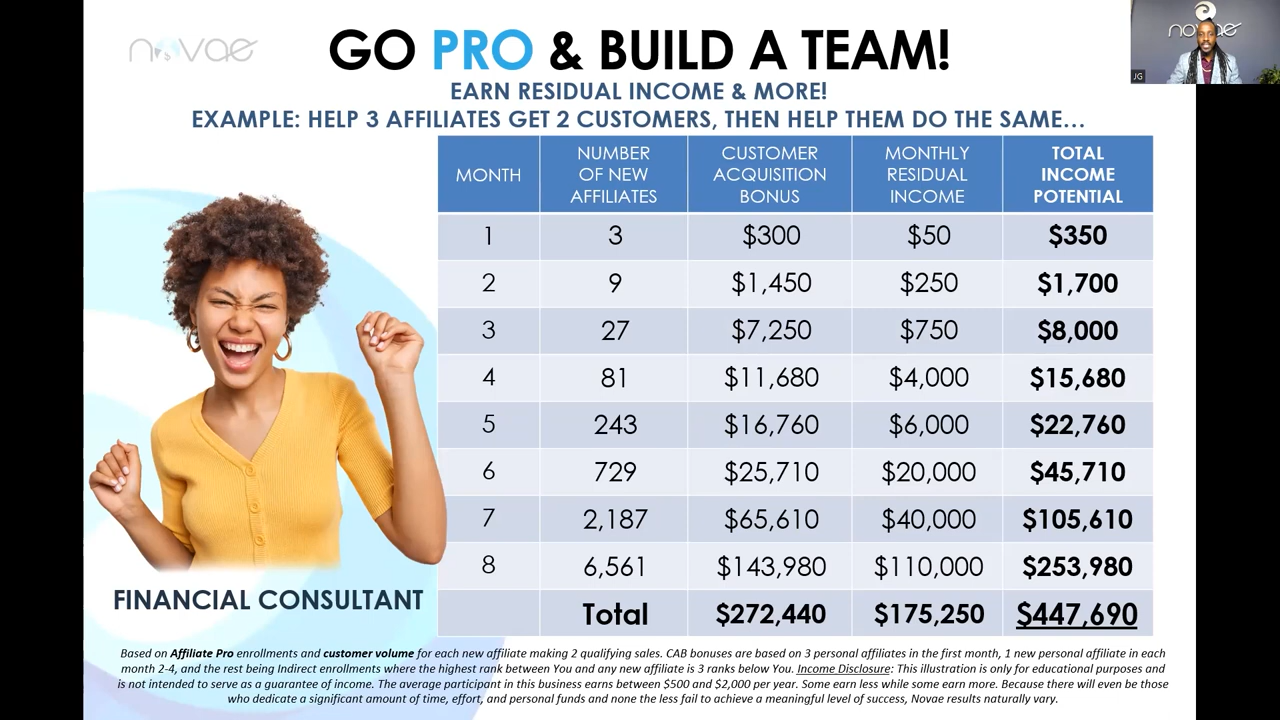 novae
GO PRO & BUILD A TEAM!
novae
JG
EARN RESIDUAL INCOME & MORE!
EXAMPLE: HELP 3 AFFILIATES GET 2 CUSTOMERS, THEN HELP THEM DO THE SAME...
MONTH NUMBER OF NEW AFFILIATES CUSTOMER ACQUISITION BONUS MONTHLY RESIDUAL INCOME TOTAL INCOME POTENTIAL
1 3 $300 $50 $350
2 9 $1,450 $250 $1,700
3 27 $7,250 $750 $8,000
4 81 $11,680 $4,000 $15,680
5 243 $16,760 $6,000 $22,760
6 729 $25,710 $20,000 $45,710
7 2,187 $65,610 $40,000 $105,610
8 6,561 $143,980 $110,000 $253,980
Total $272,440 $175,250 $447,690
FINANCIAL CONSULTANT
Based on Affiliate Pro enrollments and customer volume for each new affiliate making 2 qualifying sales. CAB bonuses are based on 3 personal affiliates in the first month, 1 new personal affiliate in each
month 2-4, and the rest being Indirect enrollments where the highest rank between You and any new affiliate is 3 ranks below You. Income Disclosure: This illustration is only for educational purposes and
is not intended to serve as a guarantee of income. The average participant in this business earns between $500 and $2,000 per year. Some earn less while some earn more. Because there will even be those
who dedicate a significant amount of time, effort, and personal funds and none the less fail to achieve a meaningful level of success, Novae results naturally vary.